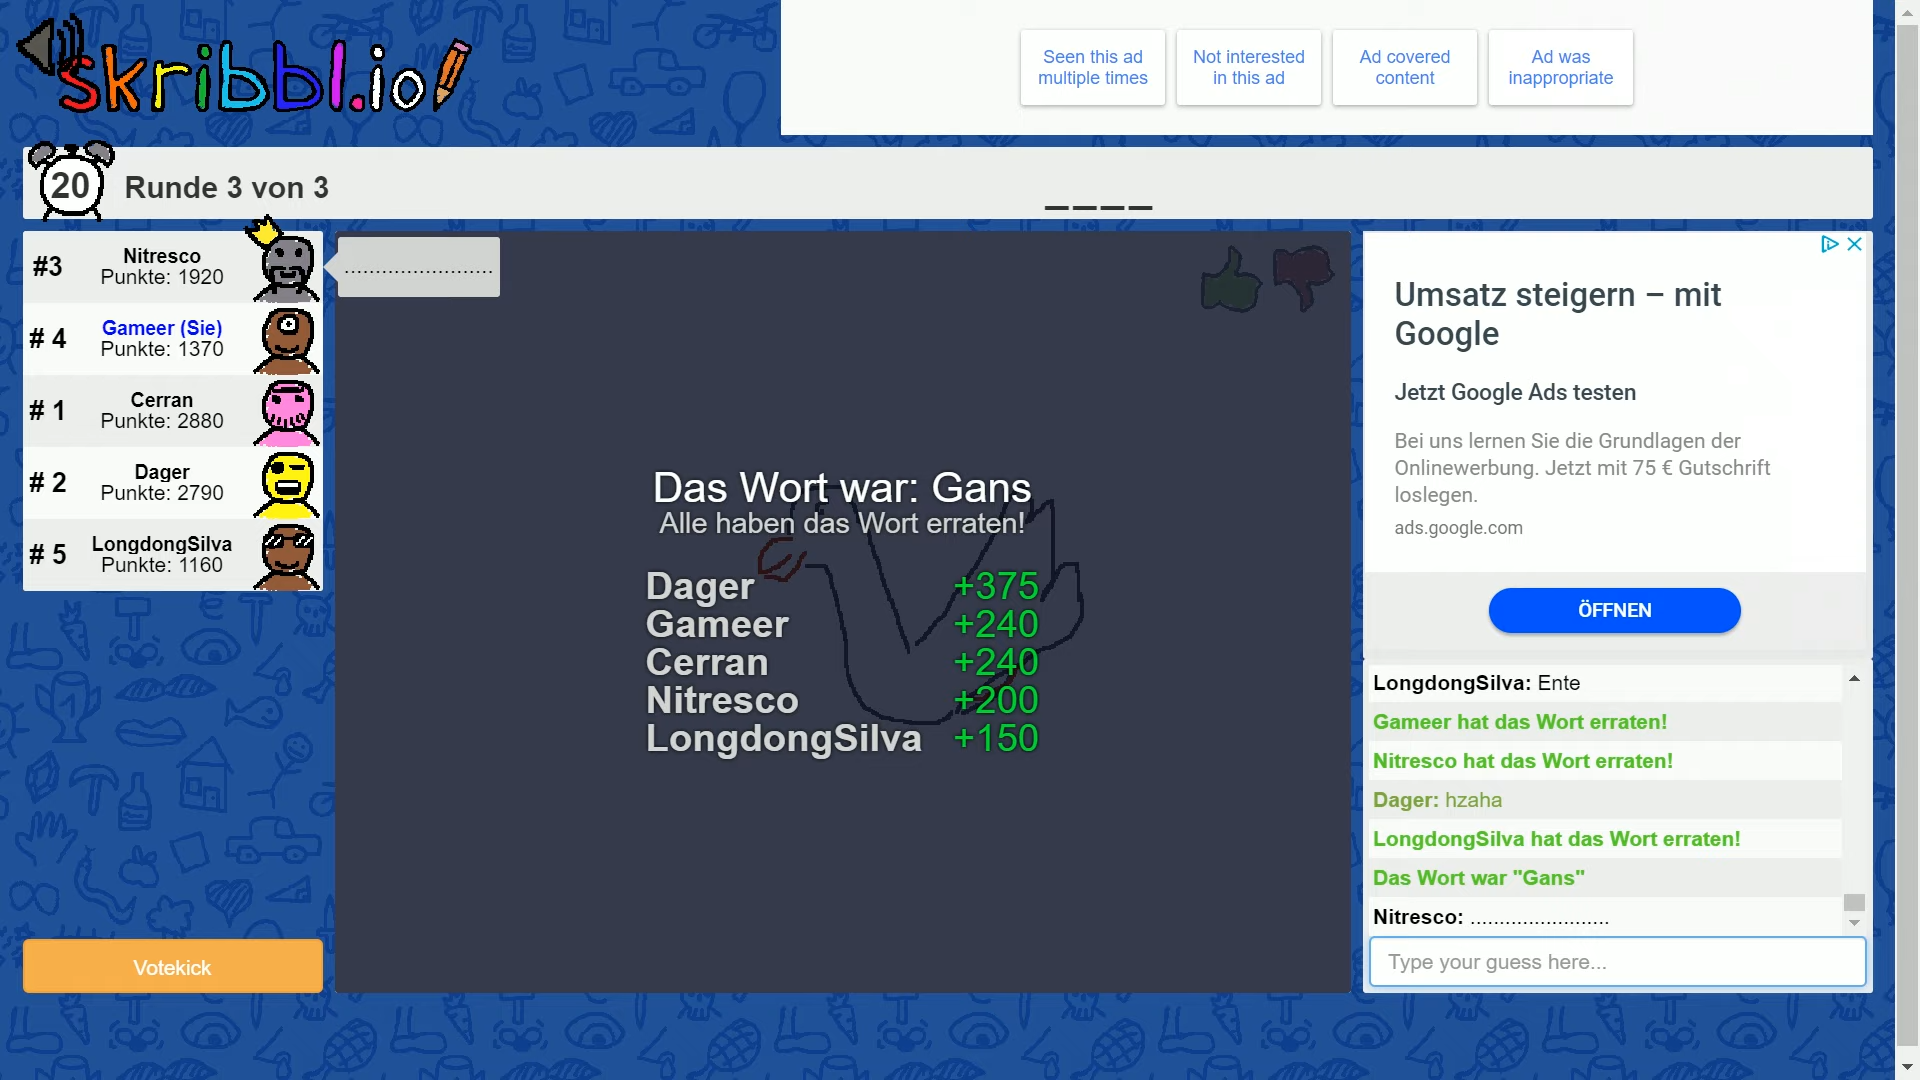 skribbl.io
Seen this ad
multiple times
Not interested
in this ad
Ad covered
content
Ad was
inappropriate
20
Runde 3 von 3
_ _ _ _
#3
Nitresco
Punkte: 1920
.........................
# 4
Gameer (Sie)
Punkte: 1370
# 1
Cerran
Punkte: 2880
# 2
Dager
Punkte: 2790
# 5
LongdongSilva
Punkte: 1160
Votekick
Das Wort war: Gans
Alle haben das Wort erraten!
Dager +375
Gameer +240
Cerran +240
Nitresco +200
LongdongSilva +150
Umsatz steigern – mit
Google
Jetzt Google Ads testen
Bei uns lernen Sie die Grundlagen der
Onlinewerbung. Jetzt mit 75 € Gutschrift
loslegen.
ads.google.com
ÖFFNEN
LongdongSilva: Ente
Gameer hat das Wort erraten!
Nitresco hat das Wort erraten!
Dager: hzaha
LongdongSilva hat das Wort erraten!
Das Wort war "Gans"
Nitresco: ........................
Type your guess here...